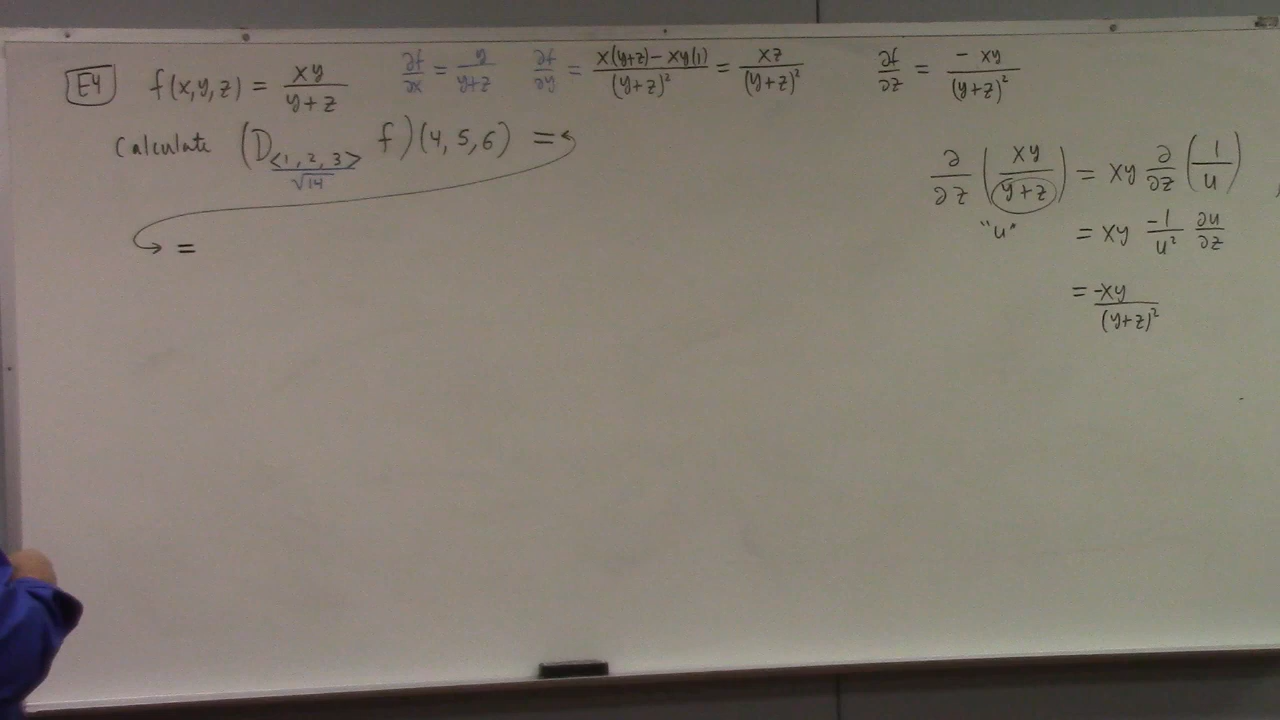 E4 f(x,y,z) = xy/(y+z) ∂f/∂x = y/(y+z) ∂f/∂y = (x(y+z) - xy(1))/(y+z)² = xz/(y+z)² ∂f/∂z = -xy/(y+z)²
Calculate (D_{<1,2,3>/√14} f)(4,5,6) =
=
∂/∂z (xy/(y+z)) = xy ∂/∂z (1/u)
"u" = xy -1/u² ∂u/∂z
= -xy/(y+z)²